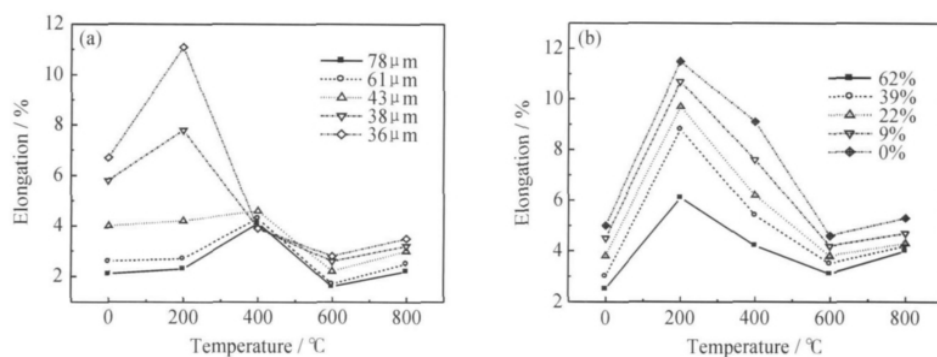 (a)
12
10
8
6
4
2
Elongation / %
78μm
61μm
43μm
38μm
36μm
0 200 400 600 800
Temperature / ℃
(b)
12
10
8
6
4
2
Elongation / %
62%
39%
22%
9%
0%
0 200 400 600 800
Temperature / ℃